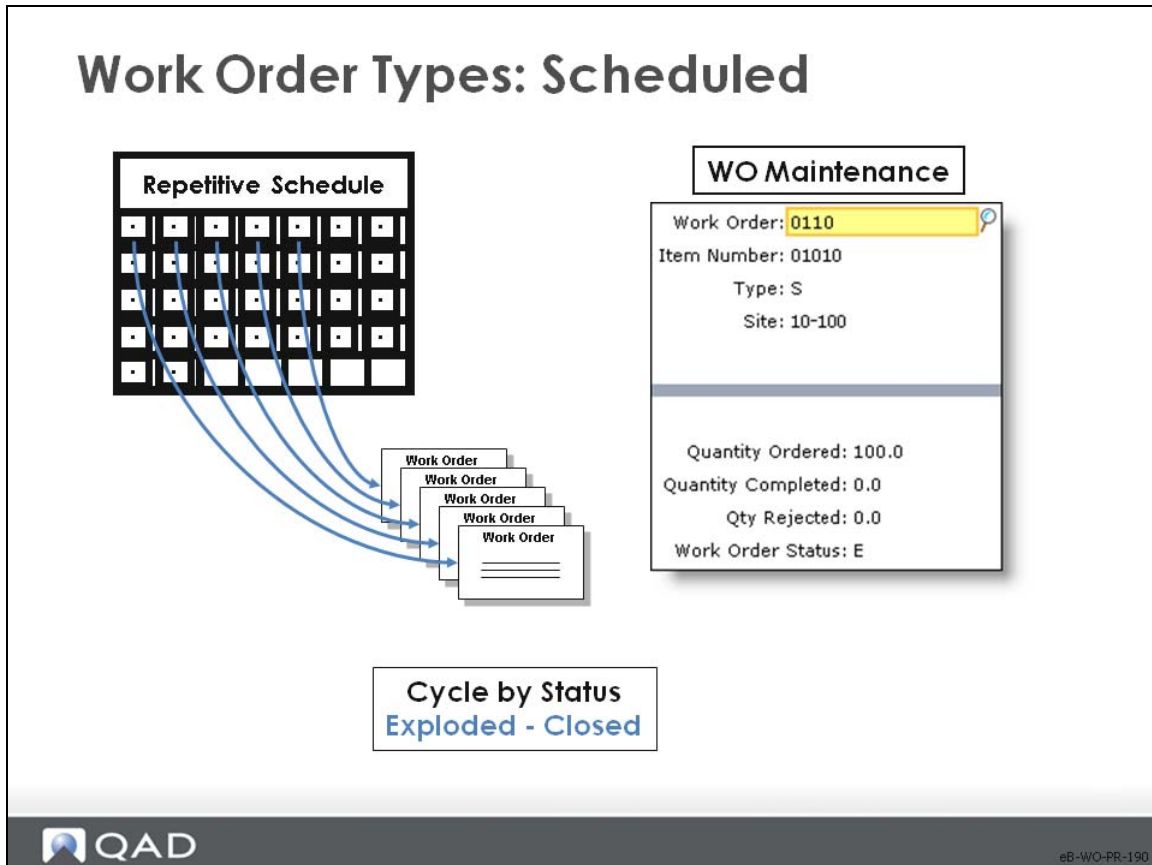 Work Order Types: Scheduled
Repetitive Schedule
Work Order
Work Order
Work Order
Work Order
Work Order
WO Maintenance
Work Order: 0110
Item Number: 01010
Type: S
Site: 10-100
Quantity Ordered: 100.0
Quantity Completed: 0.0
Qty Rejected: 0.0
Work Order Status: E
Cycle by Status
Exploded - Closed
QAD
eB-WO-PR-190